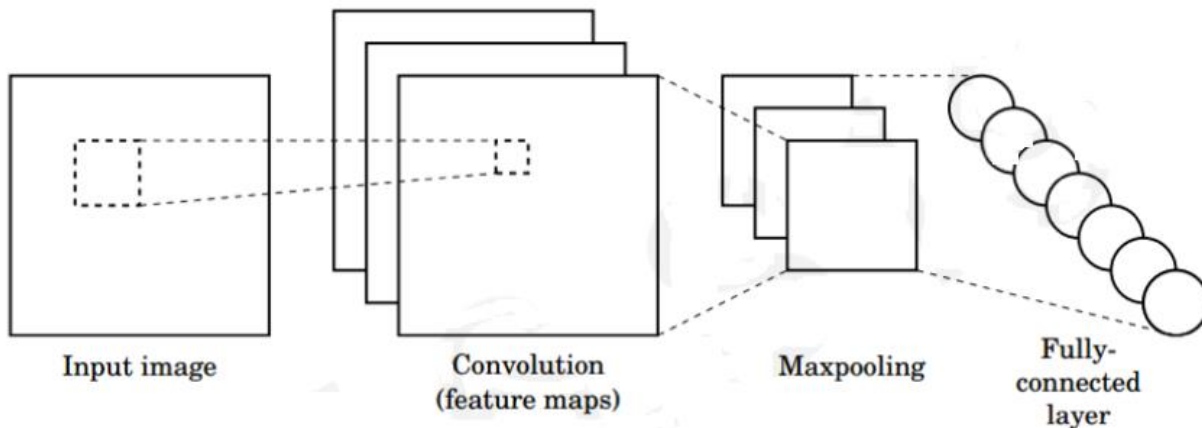 Input image
Convolution
(feature maps)
Maxpooling
Fully-
connected
layer